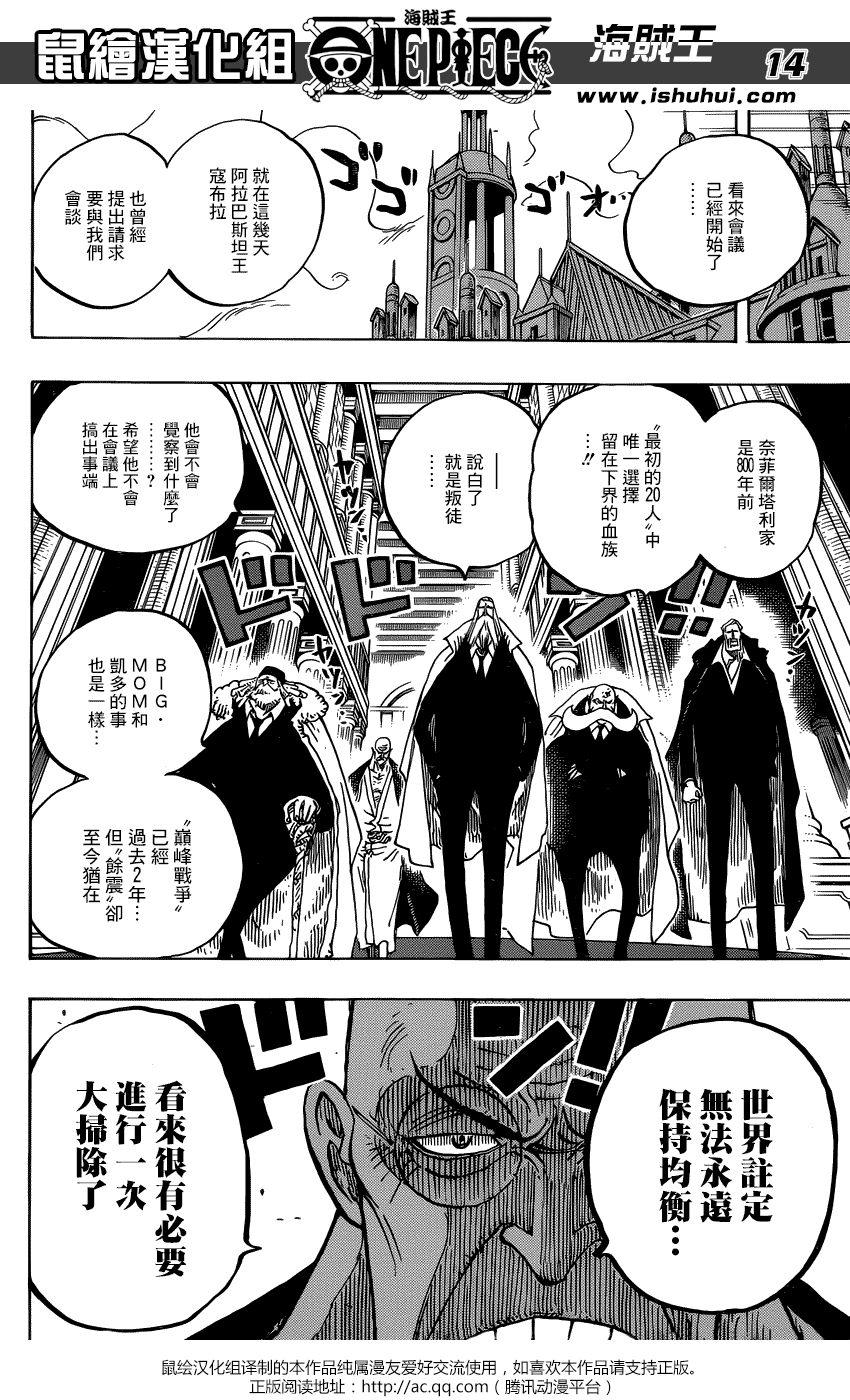 鼠繪漢化組
海賊王
ONE PIECE
海賊王
14
www.ishuhui.com
看來會議
已經開始了
……
就在這幾天
阿拉巴斯坦王
寇布拉
也曾經
提出請求
要與我們
會談
ゴゴ
ゴォ
奈菲爾塔利家
是800年前
〝最初的20人〞中
唯一選擇
留在下界的血族
…!!
——
說白了
就是叛徒
……
他會不會
覺察到什麼了
………?
希望他不會
在會議上
搞出事端
BIG·
MOM和
凱多的事
也是一樣…
〝巔峰戰爭〞
已經
過去2年…
但〝餘震〞卻
至今猶在
ドドドン!!
カツッ
カツッ
カツッ
世界註定
無法永遠
保持均衡…
看來很有必要
進行一次
大掃除了
ドン!!
鼠绘汉化组译制的本作品纯属漫友爱好交流使用，如喜欢本作品请支持正版。
正版阅读地址：http://ac.qq.com（腾讯动漫平台）